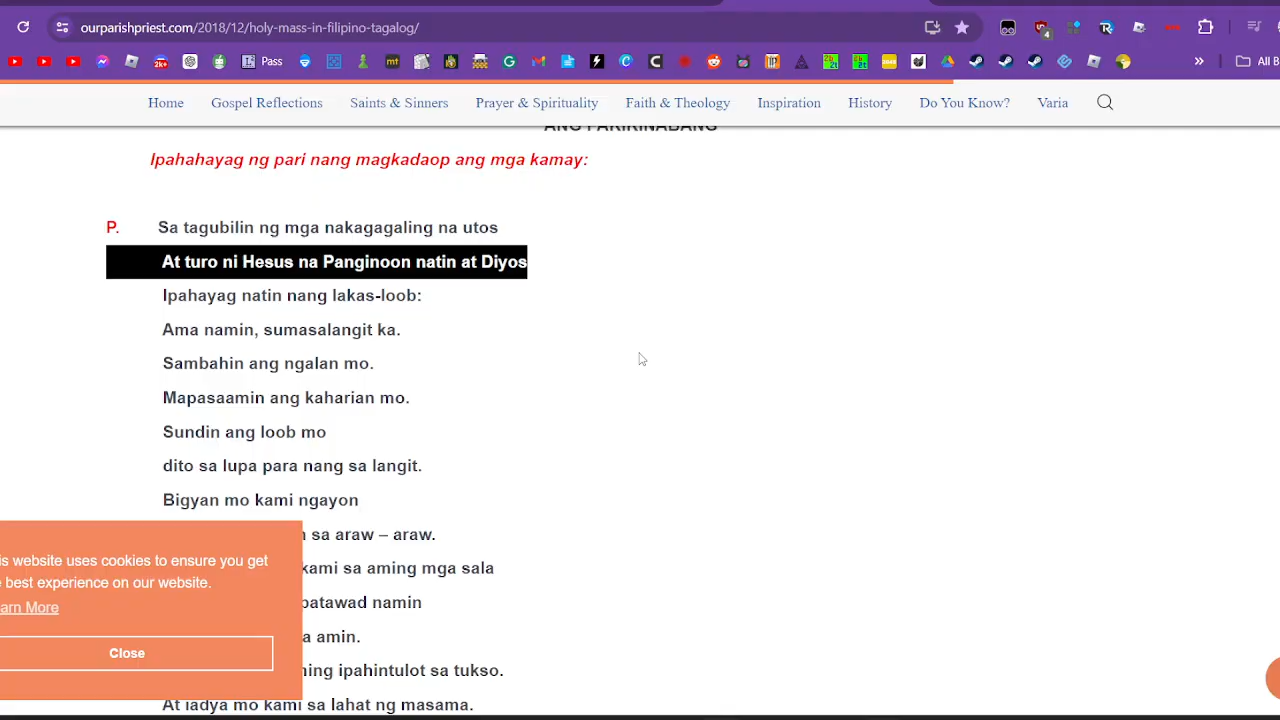 ourparishpriest.com/2018/12/holy-mass-in-filipino-tagalog/
Pass
All B
Home Gospel Reflections Saints & Sinners Prayer & Spirituality Faith & Theology Inspiration History Do You Know? Varia
ANG PAKIKINABANG
Ipahahayag ng pari nang magkadaop ang mga kamay:
P. Sa tagubilin ng mga nakagagaling na utos
At turo ni Hesus na Panginoon natin at Diyos
Ipahayag natin nang lakas-loob:
Ama namin, sumasalangit ka.
Sambahin ang ngalan mo.
Mapasaamin ang kaharian mo.
Sundin ang loob mo
dito sa lupa para nang sa langit.
Bigyan mo kami ngayon
sa araw – araw.
kami sa aming mga sala
patawad namin
a amin.
ipahintulot sa tukso.
At iadya mo kami sa lahat ng masama.
is website uses cookies to ensure you get
best experience on our website.
arn More
Close